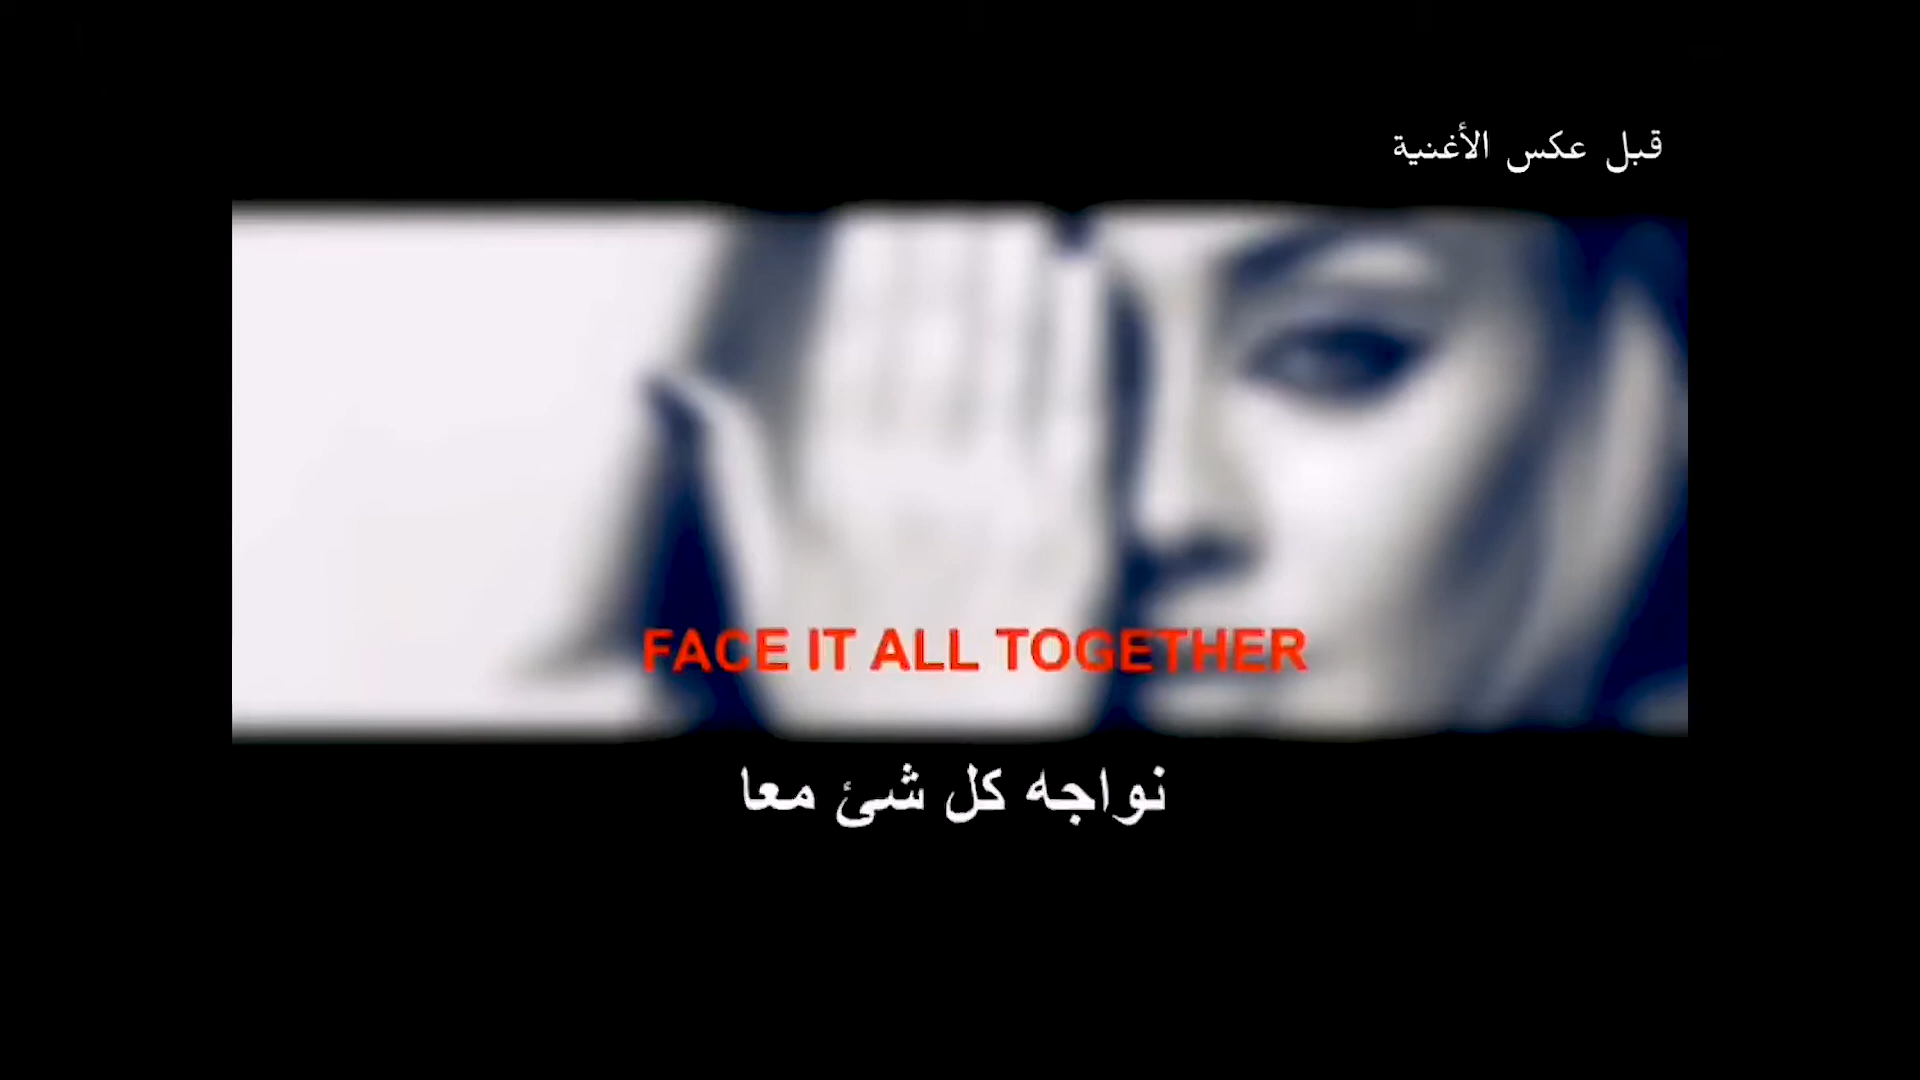 قبل عكس الأغنية
FACE IT ALL TOGETHER
نواجه كل شئ معا